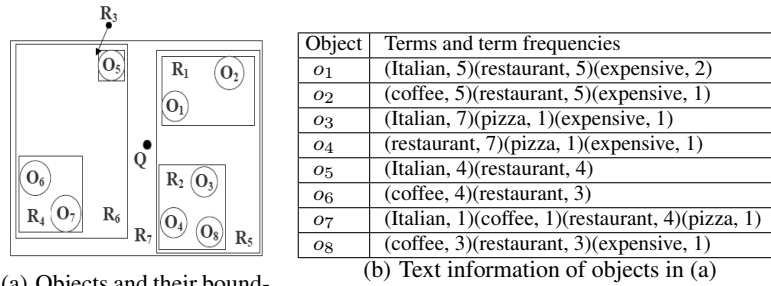 R3
O5
R1
O2
O1
Q
O6
R2
O3
O7
R4
R6
O4
O8
R7
R5
(a) Objects and their bound-
Object Terms and term frequencies
o1 (Italian, 5)(restaurant, 5)(expensive, 2)
o2 (coffee, 5)(restaurant, 5)(expensive, 1)
o3 (Italian, 7)(pizza, 1)(expensive, 1)
o4 (restaurant, 7)(pizza, 1)(expensive, 1)
o5 (Italian, 4)(restaurant, 4)
o6 (coffee, 4)(restaurant, 3)
o7 (Italian, 1)(coffee, 1)(restaurant, 4)(pizza, 1)
o8 (coffee, 3)(restaurant, 3)(expensive, 1)
(b) Text information of objects in (a)